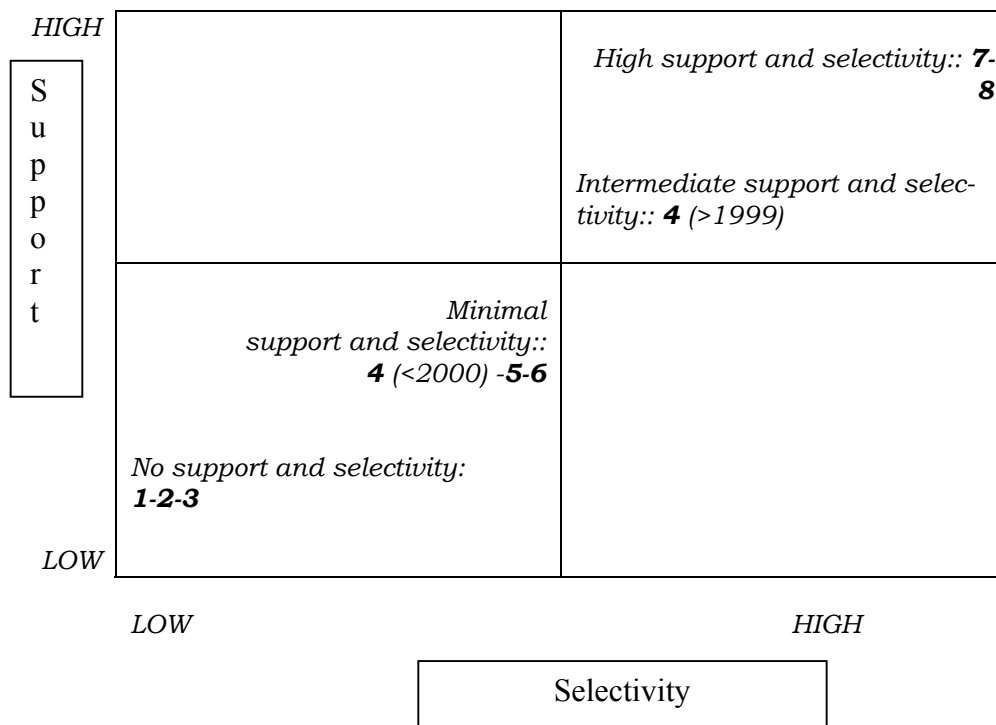 HIGH
High support and selectivity:: 7-
8
S
u
p
p
o
r
t
Intermediate support and selec-
tivity:: 4 (>1999)
Minimal
support and selectivity::
4 (<2000) -5-6
No support and selectivity:
1-2-3
LOW
LOW HIGH
Selectivity